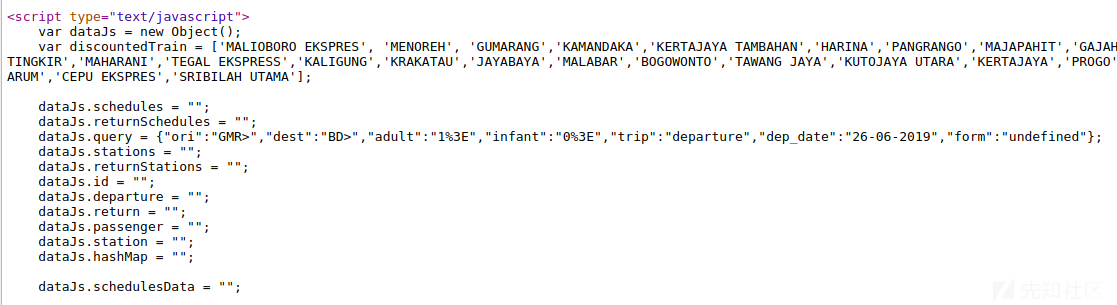 <script type="text/javascript">
var dataJs = new Object();
var discountedTrain = ['MALIOBORO EKSPRES', 'MENOREH', 'GUMARANG','KAMANDAKA','KERTAJAYA TAMBAHAN','HARINA','PANGRANGO','MAJAPAHIT','GAJAH
TINGKIR','MAHARANI','TEGAL EKSPRESS','KALIGUNG','KRAKATAU','JAYABAYA','MALABAR','BOGOWONTO','TAWANG JAYA','KUTOJAYA UTARA','KERTAJAYA','PROGO'
ARUM','CEPU EKSPRES','SRIBILAH UTAMA'];
dataJs.schedules = "";
dataJs.returnSchedules = "";
dataJs.query = {"ori":"GMR>","dest":"BD>","adult":"1%3E","infant":"0%3E","trip":"departure","dep_date":"26-06-2019","form":"undefined"};
dataJs.stations = "";
dataJs.returnStations = "";
dataJs.id = "";
dataJs.departure = "";
dataJs.return = "";
dataJs.passenger = "";
dataJs.station = "";
dataJs.hashMap = "";
dataJs.schedulesData = "";
先知社区